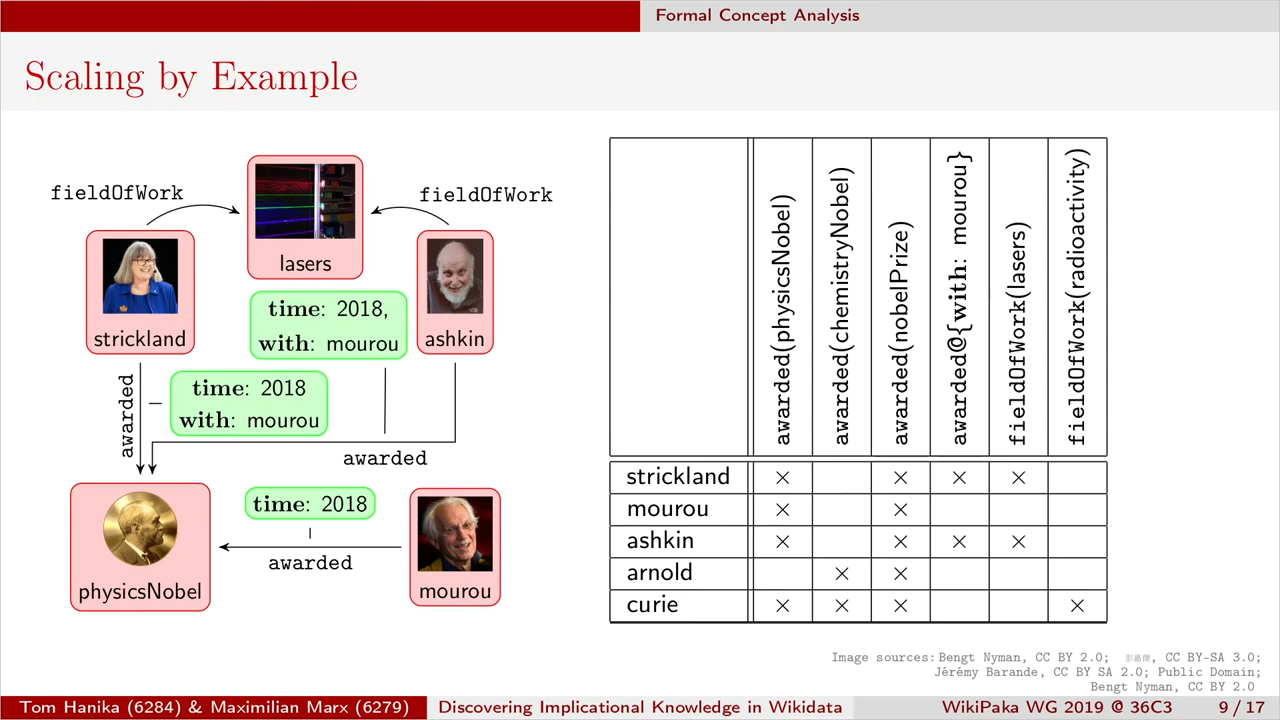 Formal Concept Analysis
Scaling by Example
fieldOfWork
fieldOfWork
lasers
strickland
ashkin
time: 2018,
with: mourou
time: 2018
with: mourou
awarded
awarded
time: 2018
awarded
physicsNobel
mourou
awarded(physicsNobel)
awarded(chemistryNobel)
awarded(nobelPrize)
awarded@{with: mourou}
fieldOfWork(lasers)
fieldOfWork(radioactivity)
strickland × × × ×
mourou × ×
ashkin × × × ×
arnold × ×
curie × × × ×
Image sources: Bengt Nyman, CC BY 2.0; 彭嘉傑, CC BY-SA 3.0;
Jérémy Barande, CC BY SA 2.0; Public Domain;
Bengt Nyman, CC BY 2.0
Tom Hanika (6284) & Maximilian Marx (6279) Discovering Implicational Knowledge in Wikidata WikiPaka WG 2019 @ 36C3 9 / 17